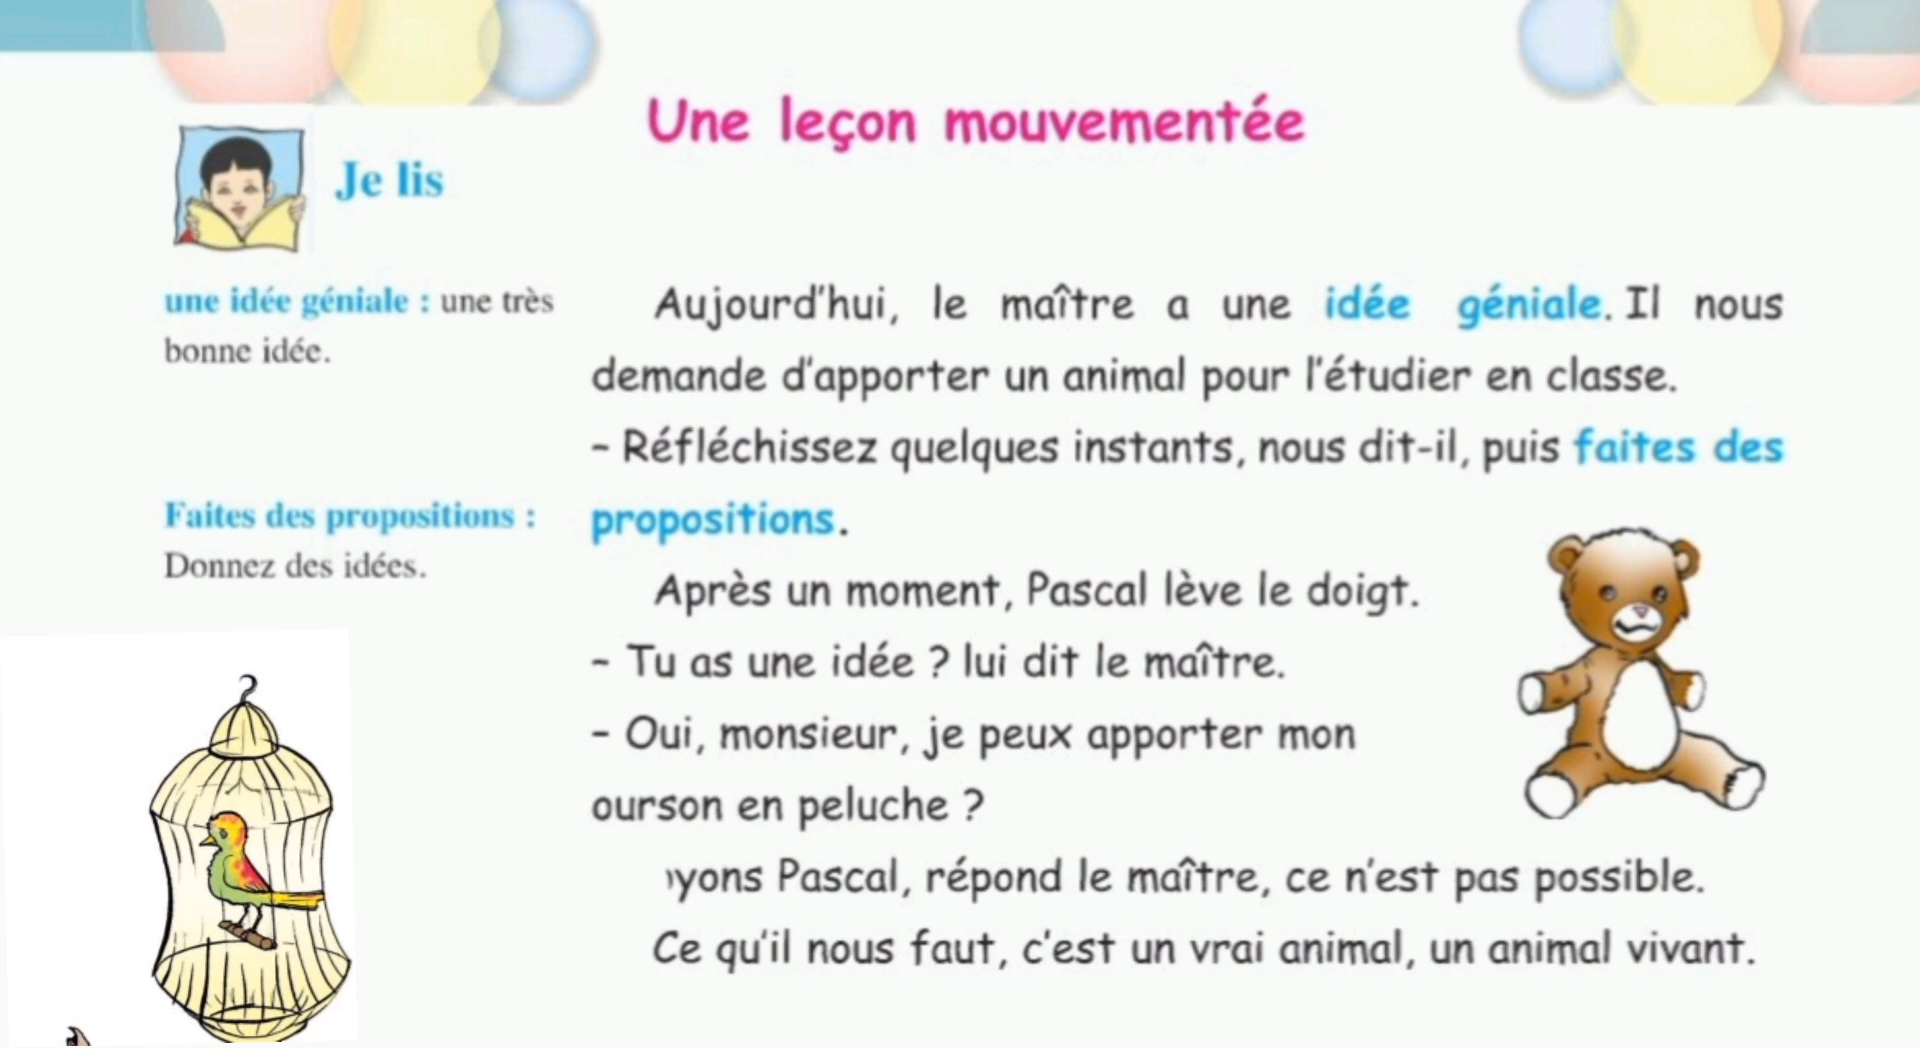 Une leçon mouvementée
Je lis
une idée géniale : une très
bonne idée.
Faites des propositions :
Donnez des idées.
Aujourd'hui, le maître a une idée géniale. Il nous
demande d'apporter un animal pour l'étudier en classe.
– Réfléchissez quelques instants, nous dit-il, puis faites des
propositions.
Après un moment, Pascal lève le doigt.
– Tu as une idée ? lui dit le maître.
– Oui, monsieur, je peux apporter mon
ourson en peluche ?
Pascal, répond le maître, ce n'est pas possible.
Ce qu'il nous faut, c'est un vrai animal, un animal vivant.